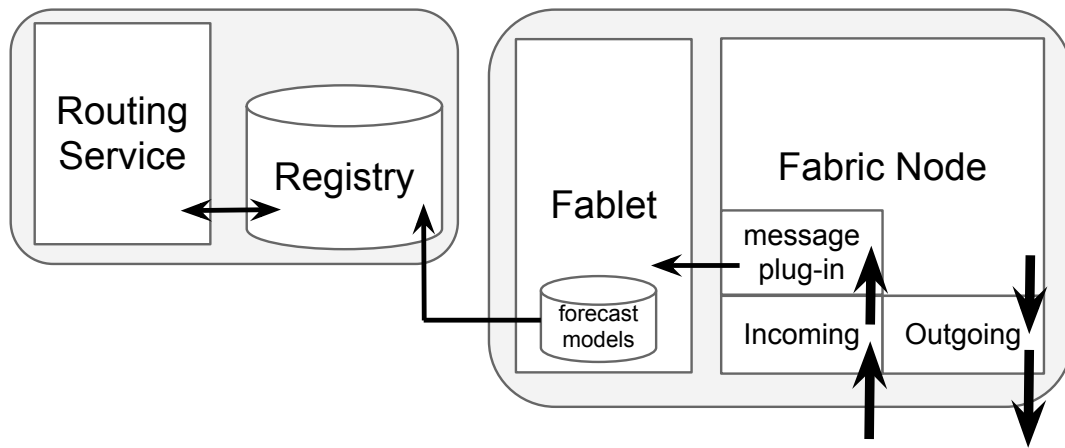 Routing
Service
Registry
Fablet
forecast
models
Fabric Node
message
plug-in
Incoming
Outgoing